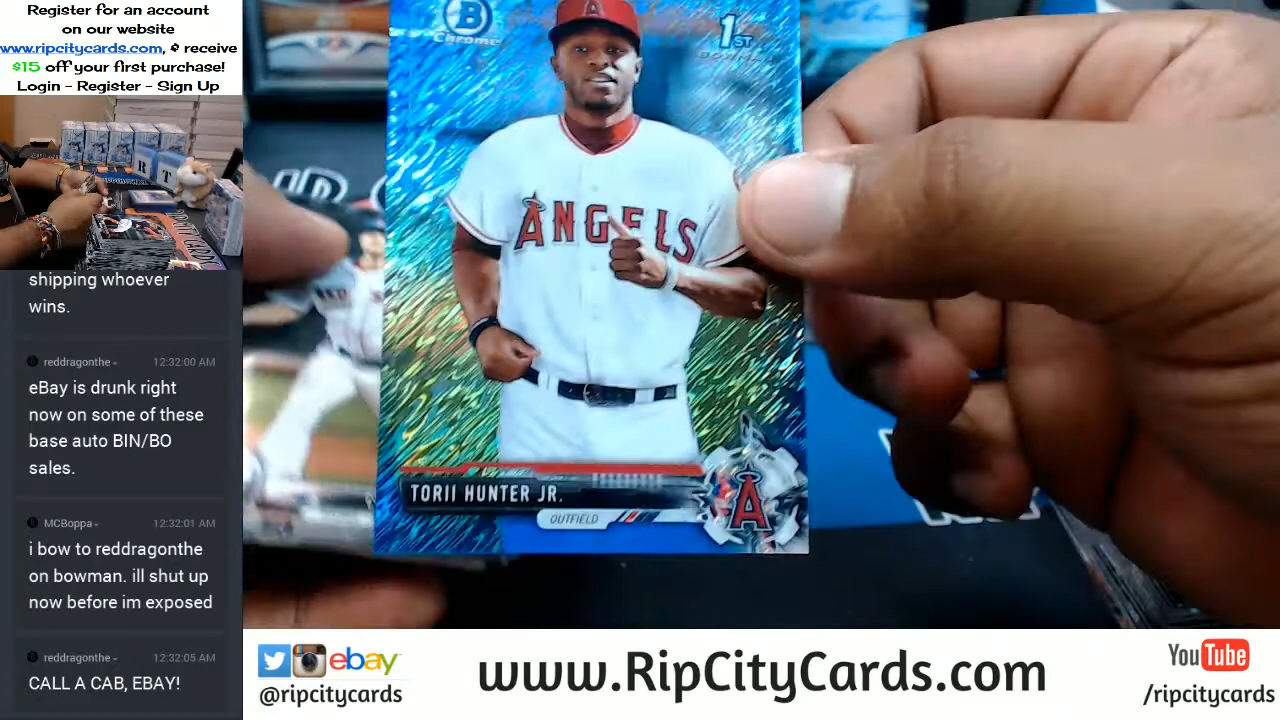 Register for an account
on our website
www.ripcitycards.com, & receive
$15 off your first purchase!
Login - Register - Sign Up
R T
RIPCITY CARDS
shipping whoever
wins.
reddragonthe
12:32:00 AM
eBay is drunk right
now on some of these
base auto BIN/BO
sales.
MCBoppa
12:32:01 AM
i bow to reddragonthe
on bowman. ill shut up
now before im exposed
reddragonthe
12:32:05 AM
CALL A CAB, EBAY!
B
Chrome
1ST
BOWMAN
A
ANGELS
TORII HUNTER JR.
OUTFIELD
A
ebay
@ripcitycards
www.RipCityCards.com
YouTube
/ripcitycards